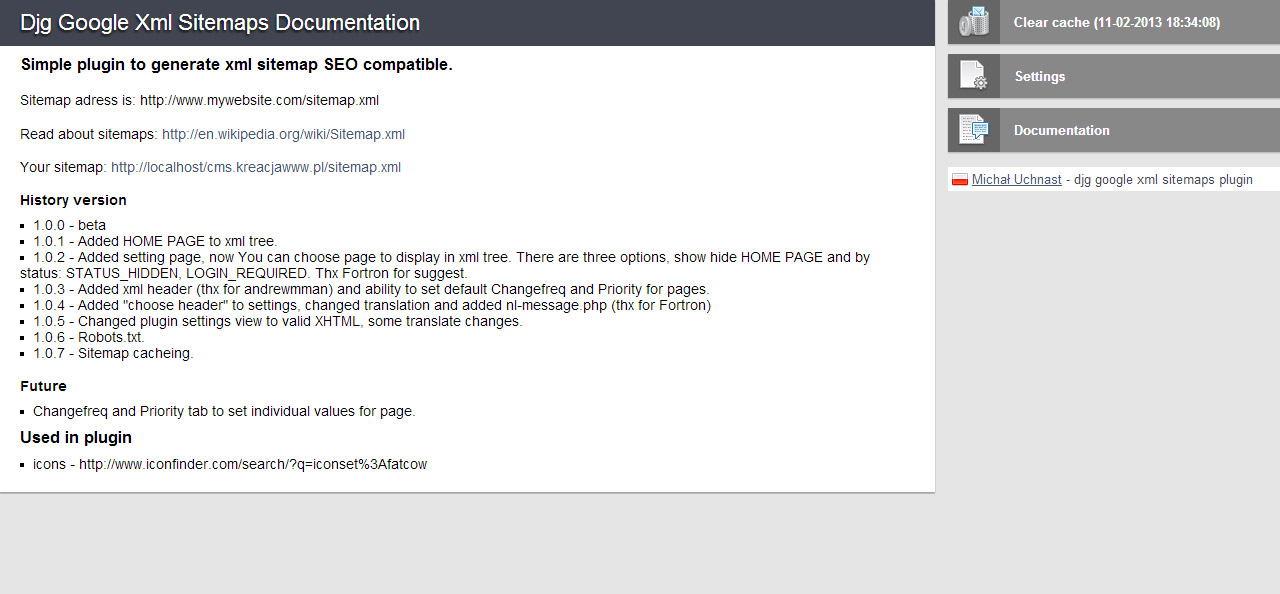 Djg Google Xml Sitemaps Documentation
Simple plugin to generate xml sitemap SEO compatible.
Sitemap adress is: http://www.mywebsite.com/sitemap.xml
Read about sitemaps: http://en.wikipedia.org/wiki/Sitemap.xml
Your sitemap: http://localhost/cms.kreacjawww.pl/sitemap.xml
History version
▪ 1.0.0 - beta
▪ 1.0.1 - Added HOME PAGE to xml tree.
▪ 1.0.2 - Added setting page, now You can choose page to display in xml tree. There are three options, show hide HOME PAGE and by
status: STATUS_HIDDEN, LOGIN_REQUIRED. Thx Fortron for suggest.
▪ 1.0.3 - Added xml header (thx for andrewmman) and ability to set default Changefreq and Priority for pages.
▪ 1.0.4 - Added "choose header" to settings, changed translation and added nl-message.php (thx for Fortron)
▪ 1.0.5 - Changed plugin settings view to valid XHTML, some translate changes.
▪ 1.0.6 - Robots.txt.
▪ 1.0.7 - Sitemap cacheing.
Future
▪ Changefreq and Priority tab to set individual values for page.
Used in plugin
▪ icons - http://www.iconfinder.com/search/?q=iconset%3Afatcow
Clear cache (11-02-2013 18:34:08)
Settings
Documentation
Michał Uchnast - djg google xml sitemaps plugin